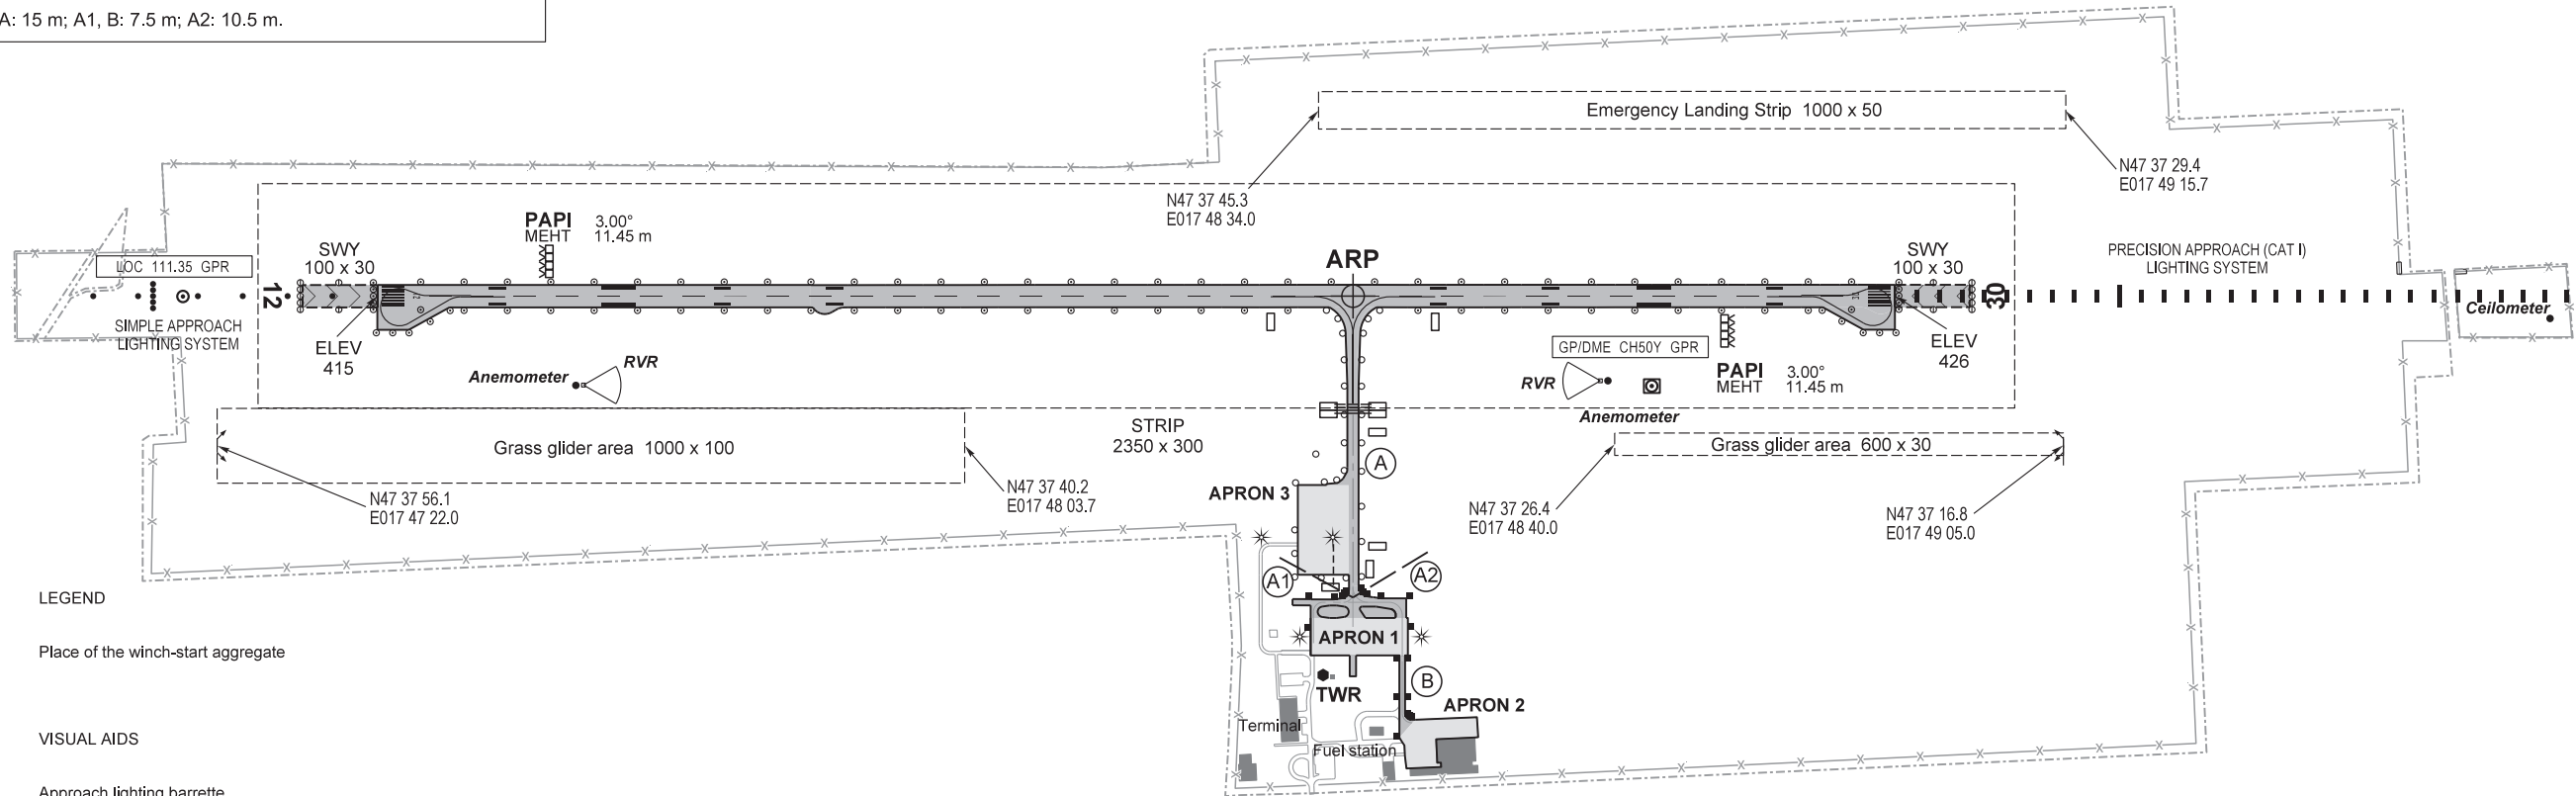 A: 15 m; A1, B: 7.5 m; A2: 10.5 m.
Emergency Landing Strip 1000 x 50
N47 37 29.4
E017 49 15.7
N47 37 45.3
E017 48 34.0
PAPI 3.00°
MEHT 11.45 m
SWY
100 x 30
LOC 111.35 GPR
12
SIMPLE APPROACH
LIGHTING SYSTEM
ELEV
415
ARP
SWY
100 x 30
PRECISION APPROACH (CAT I)
LIGHTING SYSTEM
30
Ceilometer
ELEV
426
GP/DME CH50Y GPR
PAPI 3.00°
MEHT 11.45 m
Anemometer
RVR
RVR
Anemometer
STRIP
2350 x 300
Grass glider area 1000 x 100
Grass glider area 600 x 30
N47 37 56.1
E017 47 22.0
N47 37 40.2
E017 48 03.7
A
APRON 3
N47 37 26.4
E017 48 40.0
N47 37 16.8
E017 49 05.0
A1
A2
APRON 1
TWR
B
APRON 2
Terminal
Fuel station
LEGEND
Place of the winch-start aggregate
VISUAL AIDS
Approach lighting barrette